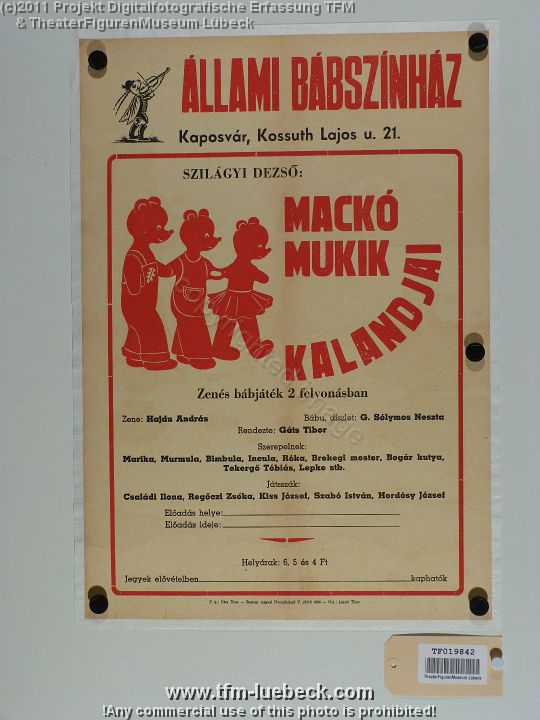 (c)2011 Projekt Digitalfotografische Erfassung TFM
& TheaterFigurenMuseum Lübeck
ÁLLAMI BÁBSZÍNHÁZ
Kaposvár, Kossuth Lajos u. 21.
SZILÁGYI DEZSŐ:
MACKÓ
MUKIK
KALANDJAI
Zenés bábjáték 2 felvonásban
Zene: Hajdu András Bábu, díszlet: G. Sólymos Neszta
Rendezte: Gáts Tibor
Szerepelnek:
Marika, Murmula, Bimbula, Incula, Róka, Brekegi mester, Bogár kutya,
Tekergő Tóbiás, Lepke stb.
Játsszák:
Családi Ilona, Regőczi Zsóka, Kiss József, Szabó István, Hordósy József
Előadás helye:
Előadás ideje:
Helyárak: 6, 5 és 4 Ft
Jegyek elővételben kaphatók
TF019842
TheaterFigurenMuseum Lübeck
www.tfm-luebeck.com
!Any commercial use of this photo is prohibited!